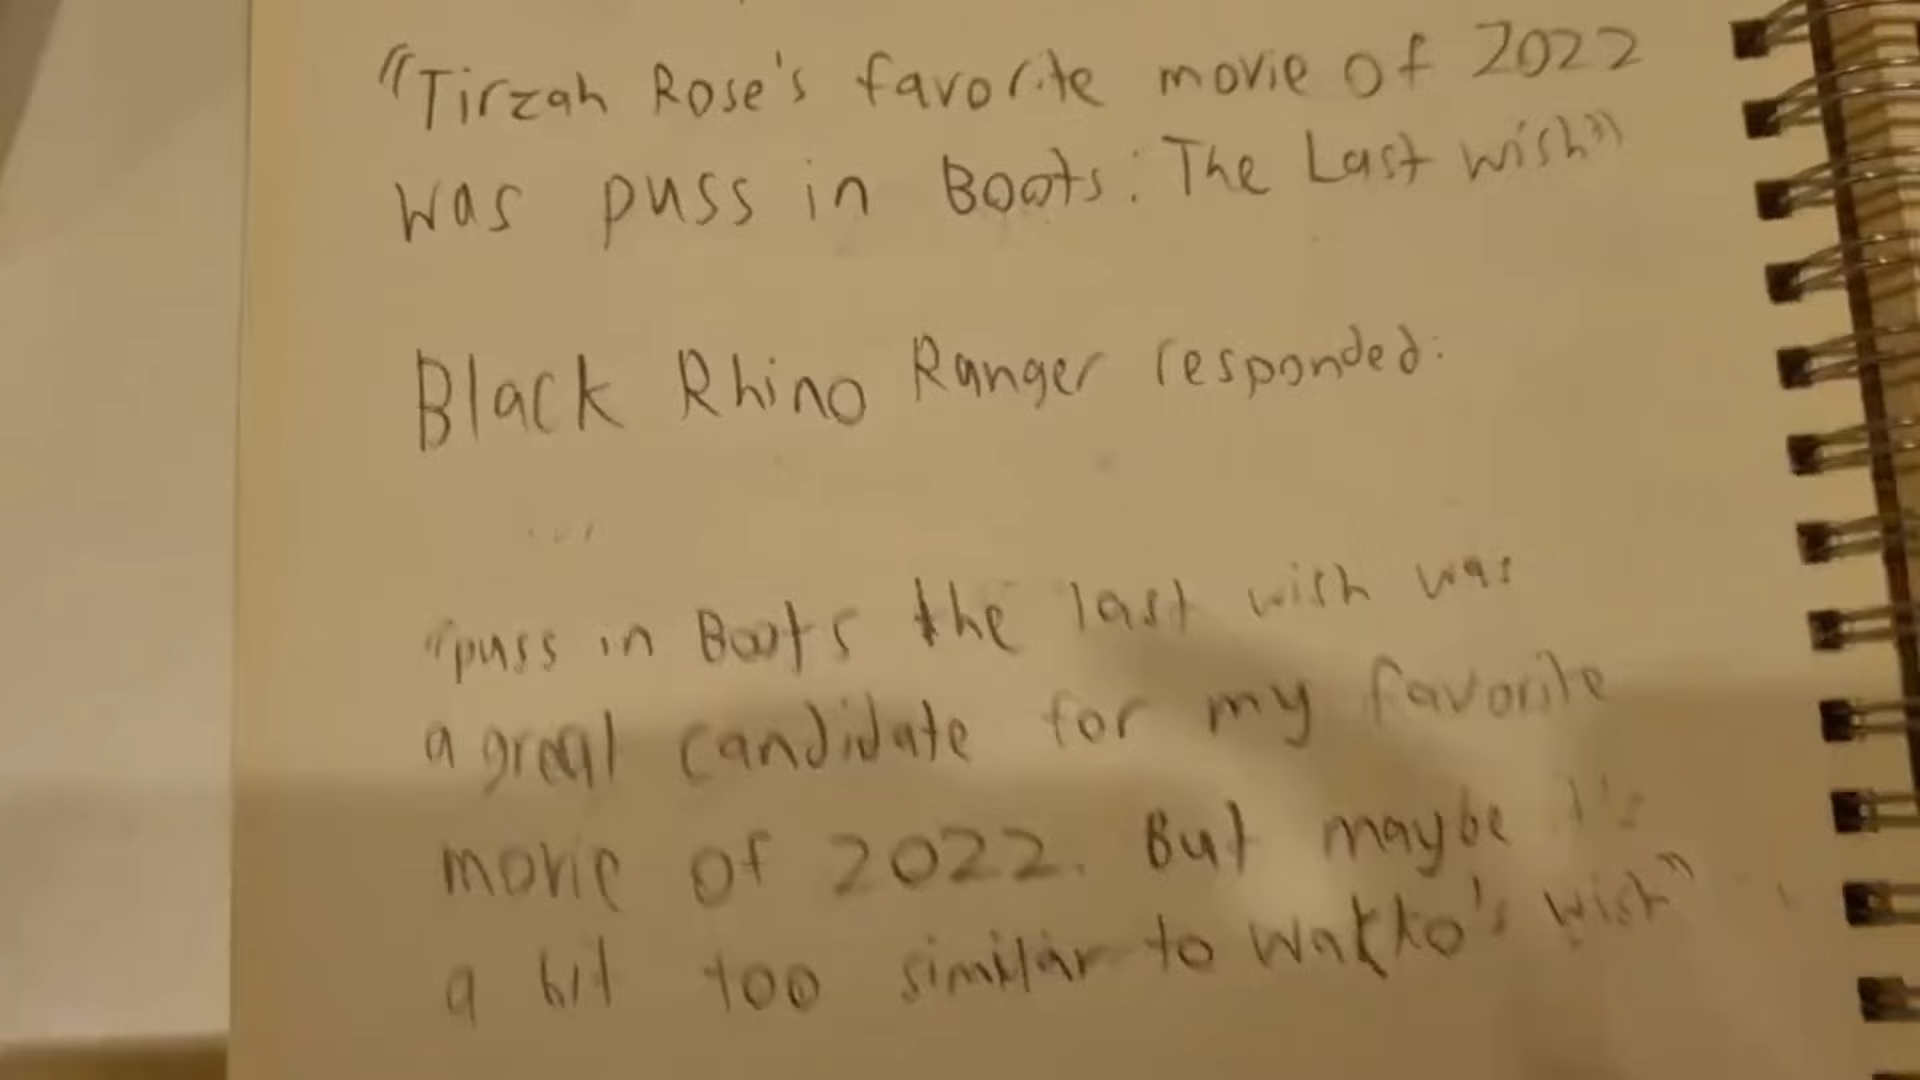 "Tirzah Rose's favorite movie of 2022
was puss in Boots: The Last wish"
Black Rhino Ranger responded:
"puss in Boots the last wish was
a great candidate for my favorite
movie of 2022. But maybe it's
a bit too similar to Wakko's wish"